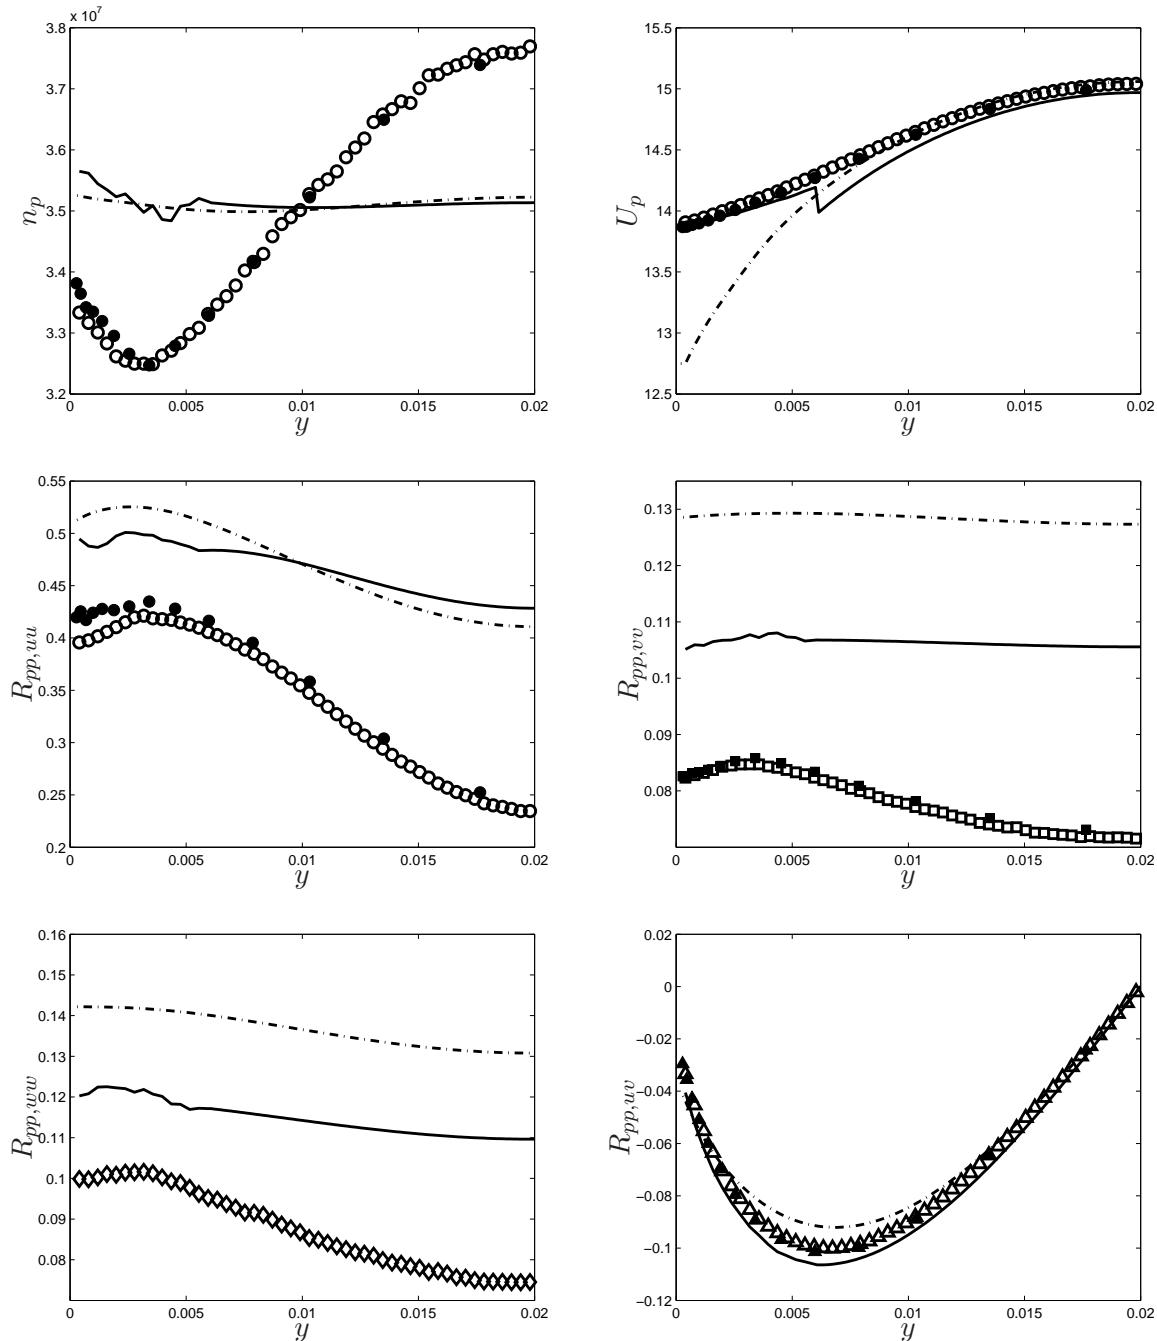 x 10⁷
3.8
3.7
3.6
3.5
3.4
3.3
3.2
n_p
0 0.005 0.01 0.015 0.02
y
15.5
15
14.5
14
13.5
13
12.5
U_p
0 0.005 0.01 0.015 0.02
y
0.55
0.5
0.45
0.4
0.35
0.3
0.25
0.2
R_{pp,uu}
0 0.005 0.01 0.015 0.02
y
0.13
0.12
0.11
0.1
0.09
0.08
R_{pp,vv}
0 0.005 0.01 0.015 0.02
y
0.16
0.15
0.14
0.13
0.12
0.11
0.1
0.09
0.08
R_{pp,ww}
0 0.005 0.01 0.015 0.02
y
0.02
0
−0.02
−0.04
−0.06
−0.08
−0.1
−0.12
R_{pp,uv}
0 0.005 0.01 0.015 0.02
y